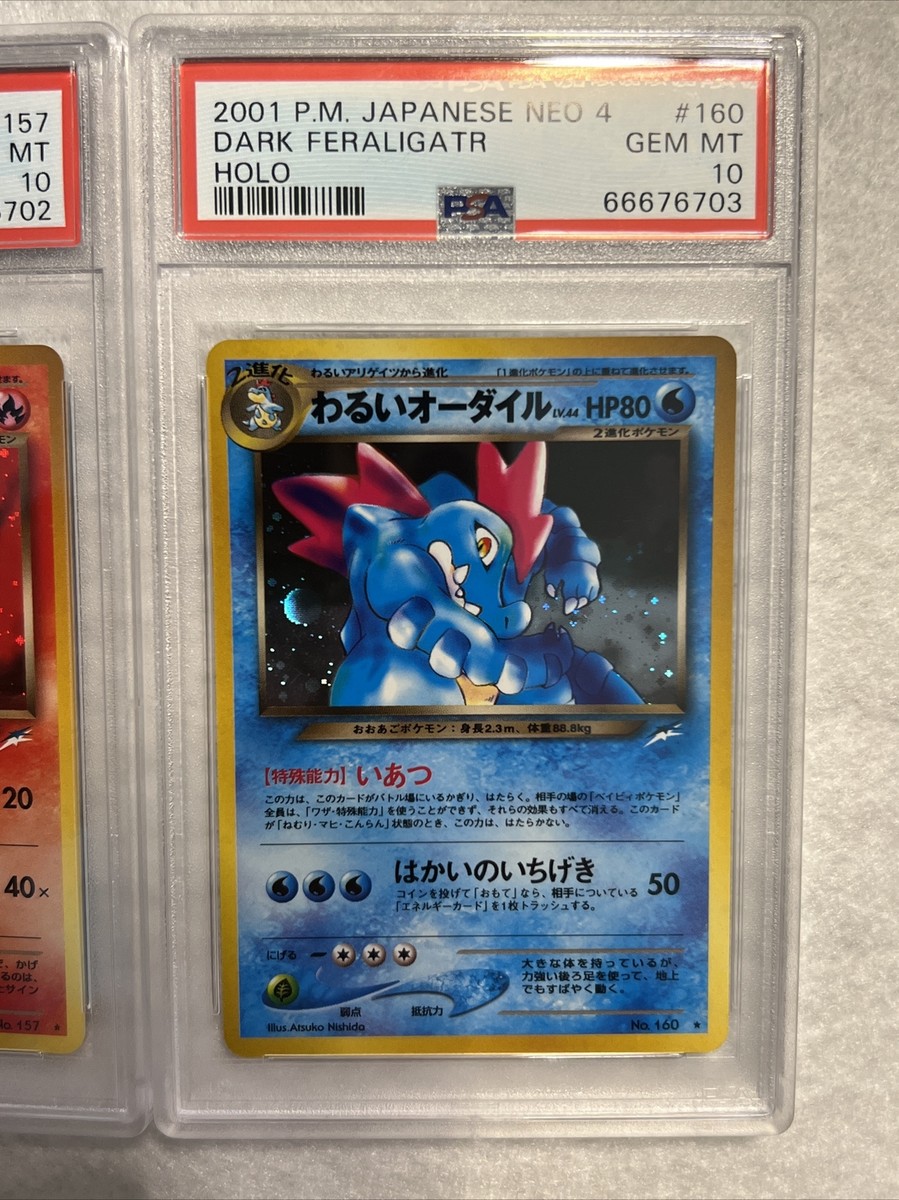 157
MT
10
6702
2001 P.M. JAPANESE NEO 4 #160
DARK FERALIGATR GEM MT
HOLO 10
PSA 66676703
ます。
モン
20
40×
で、かげ
るのは、
サイン
No. 157 ★
2進化 わるいアリゲイツから進化 「1進化ポケモン」の上に重ねて進化させます。
わるいオーダイル LV.44 HP80
2進化ポケモン
おおあごポケモン：身長2.3m、体重88.8kg
【特殊能力】いあつ
この力は、このカードがバトル場にいるかぎり、はたらく。相手の場の「ベイビィポケモン」
全員は、「ワザ・特殊能力」を使うことができず、それらの効果もすべて消える。このカード
が「ねむり・マヒ・こんらん」状態のとき、この力は、はたらかない。
はかいのいちげき 50
コインを投げて「おもて」なら、相手についている
「エネルギーカード」を1枚トラッシュする。
にげる
大きな体を持っているが、
力強い後ろ足を使って、地上
でもすばやく動く。
弱点 抵抗力
Illus.Atsuko Nishida No. 160 ★